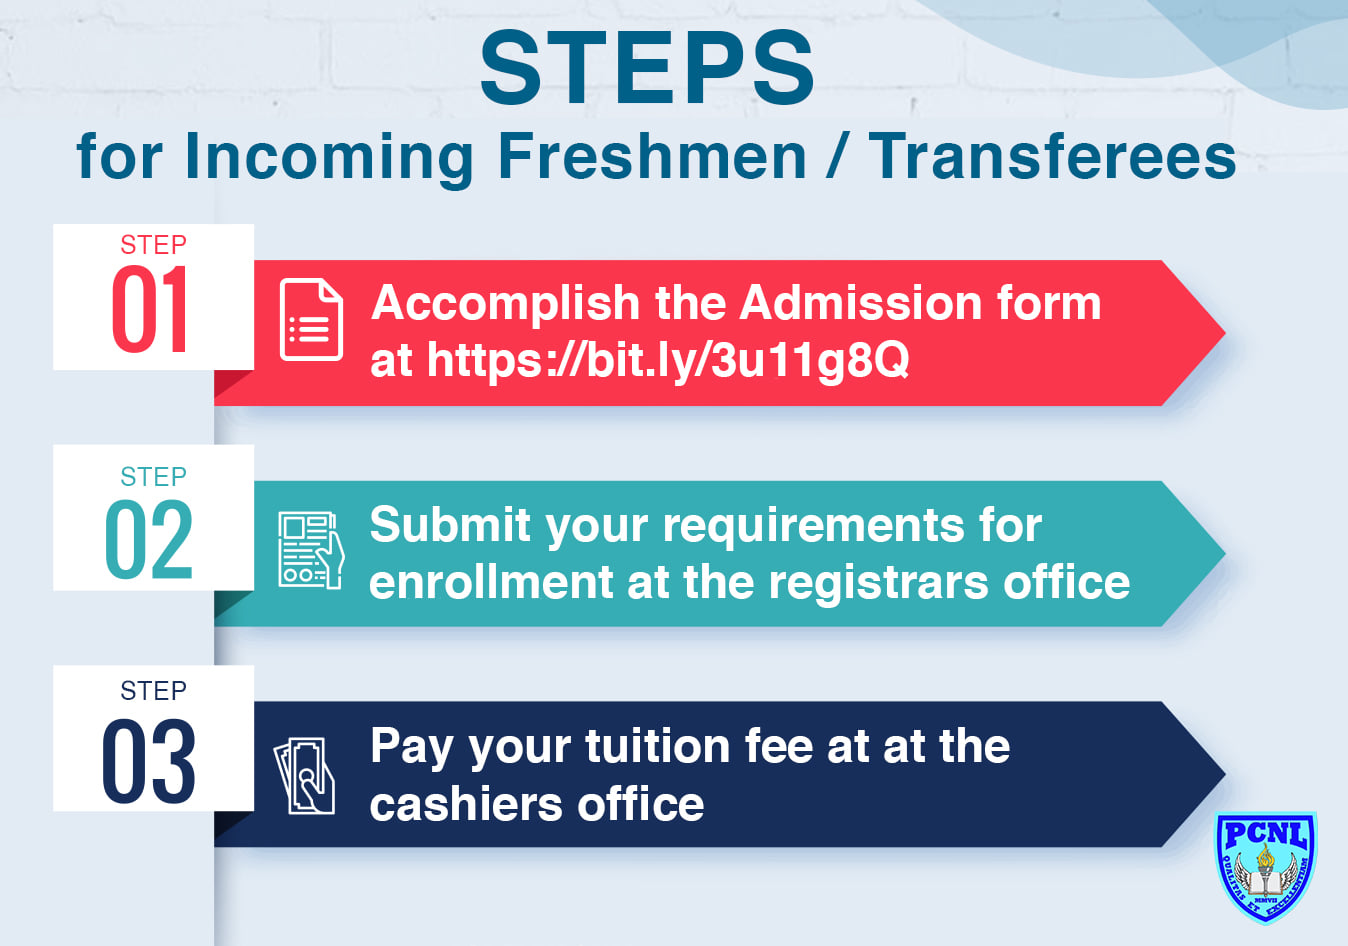 STEPS
for Incoming Freshmen / Transferees
STEP
01
Accomplish the Admission form
at https://bit.ly/3u11g8Q
STEP
02
Submit your requirements for
enrollment at the registrars office
STEP
03
Pay your tuition fee at at the
cashiers office
PCNL
QUALITAS ET EXCELLENTIAM
MMVII